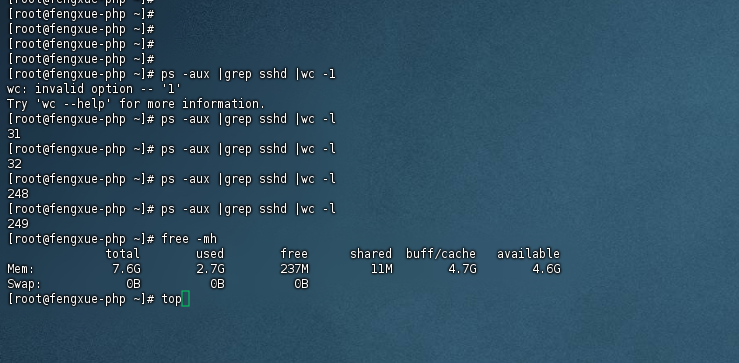 [root@fengxue-php ~]#
[root@fengxue-php ~]#
[root@fengxue-php ~]#
[root@fengxue-php ~]#
[root@fengxue-php ~]#
[root@fengxue-php ~]# ps -aux |grep sshd |wc -1
wc: invalid option -- '1'
Try 'wc --help' for more information.
[root@fengxue-php ~]# ps -aux |grep sshd |wc -l
31
[root@fengxue-php ~]# ps -aux |grep sshd |wc -l
32
[root@fengxue-php ~]# ps -aux |grep sshd |wc -l
248
[root@fengxue-php ~]# ps -aux |grep sshd |wc -l
249
[root@fengxue-php ~]# free -mh
total used free shared buff/cache available
Mem: 7.6G 2.7G 237M 11M 4.7G 4.6G
Swap: 0B 0B 0B
[root@fengxue-php ~]# top